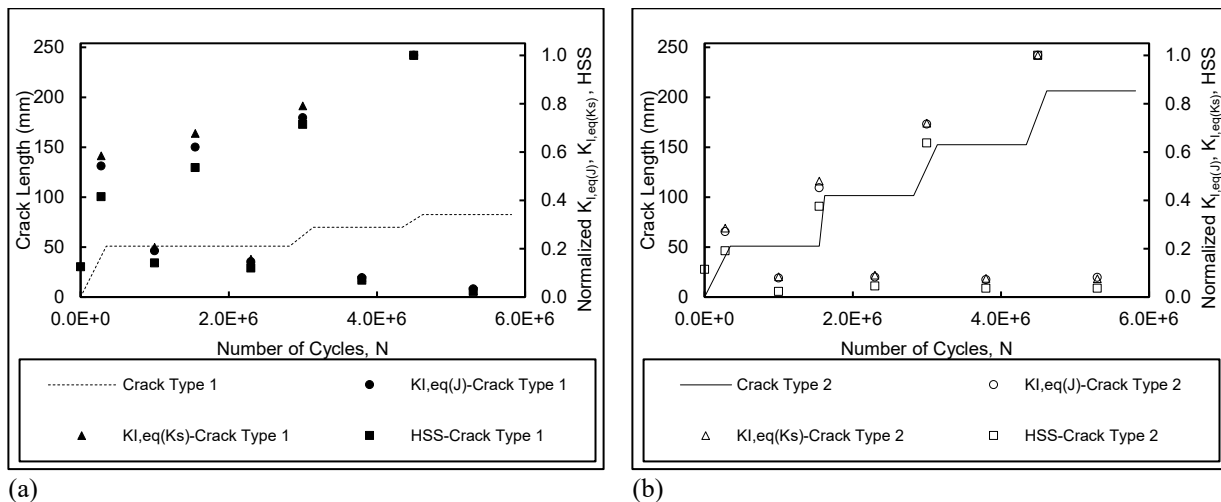 250
200
150
100
50
0
Crack Length (mm)
1.0
0.8
0.6
0.4
0.2
0.0
Normalized KI,eq(J), KI,eq(Ks), HSS
0.0E+0 2.0E+6 4.0E+6 6.0E+6
Number of Cycles, N
Crack Type 1 KI,eq(J)-Crack Type 1
KI,eq(Ks)-Crack Type 1 HSS-Crack Type 1
(a)
250
200
150
100
50
0
Crack Length (mm)
1.0
0.8
0.6
0.4
0.2
0.0
Normalized KI,eq(J), KI,eq(Ks), HSS
0.0E+0 2.0E+6 4.0E+6 6.0E+6
Number of Cycles, N
Crack Type 2 KI,eq(J)-Crack Type 2
KI,eq(Ks)-Crack Type 2 HSS-Crack Type 2
(b)